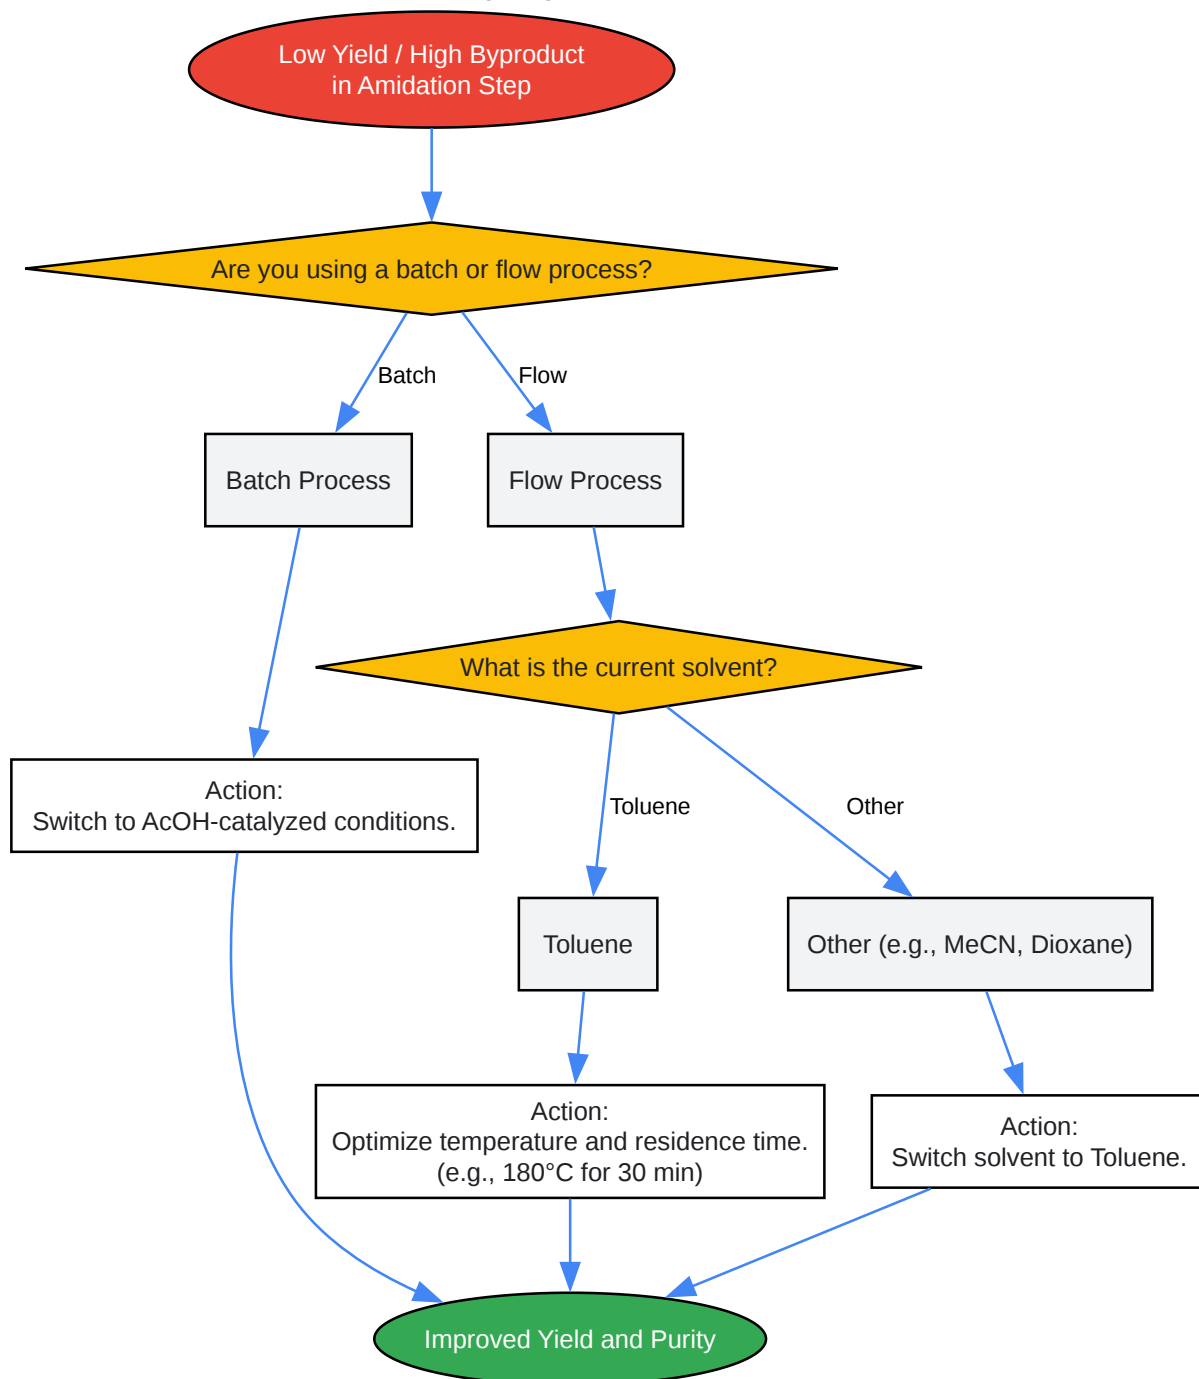 Low Yield / High Byproduct
in Amidation Step
Are you using a batch or flow process?
Batch
Flow
Batch Process
Flow Process
What is the current solvent?
Action:
Switch to AcOH-catalyzed conditions.
Toluene
Other
Toluene
Other (e.g., MeCN, Dioxane)
Action:
Optimize temperature and residence time.
(e.g., 180°C for 30 min)
Action:
Switch solvent to Toluene.
Improved Yield and Purity